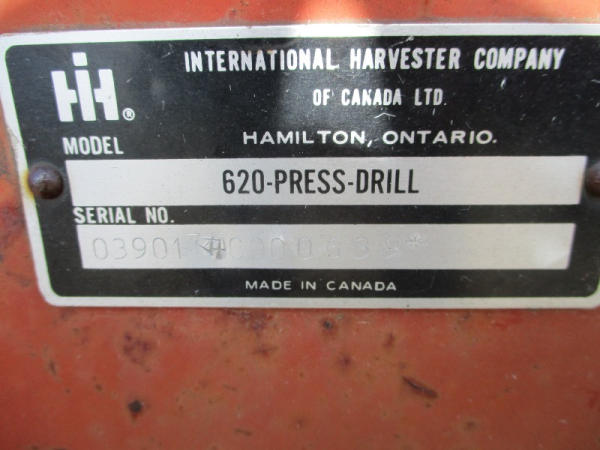 IH®
INTERNATIONAL HARVESTER COMPANY
OF CANADA LTD
HAMILTON, ONTARIO.
MODEL
620-PRESS-DRILL
SERIAL NO.
MADE IN CANADA